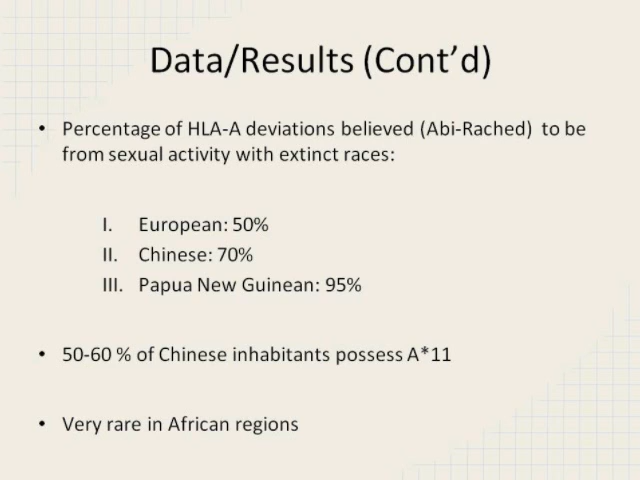 Data/Results (Cont’d)
• Percentage of HLA-A deviations believed (Abi-Rached) to be
from sexual activity with extinct races:
I. European: 50%
II. Chinese: 70%
III. Papua New Guinean: 95%
• 50-60 % of Chinese inhabitants possess A*11
• Very rare in African regions